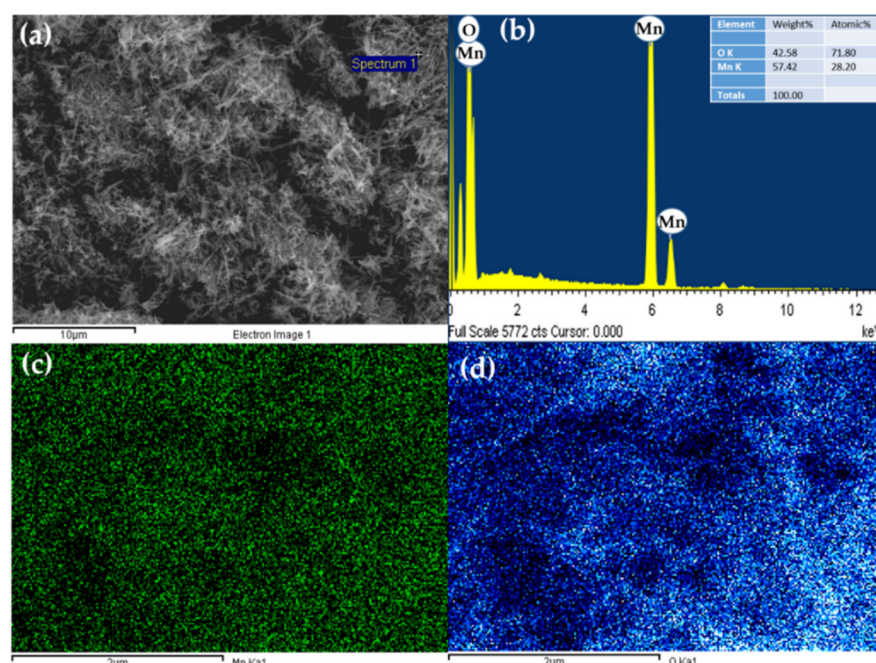 (a)
Spectrum 1
10µm
Electron Image 1
(b)
O
Mn
Mn
Mn
Element Weight% Atomic%
O K 42.58 71.80
Mn K 57.42 28.20
Totals 100.00
0 2 4 6 8 10 12
Full Scale 5772 cts Cursor: 0.000 keV
(c)
2µm
Mn Ka1
(d)
2µm
O Ka1